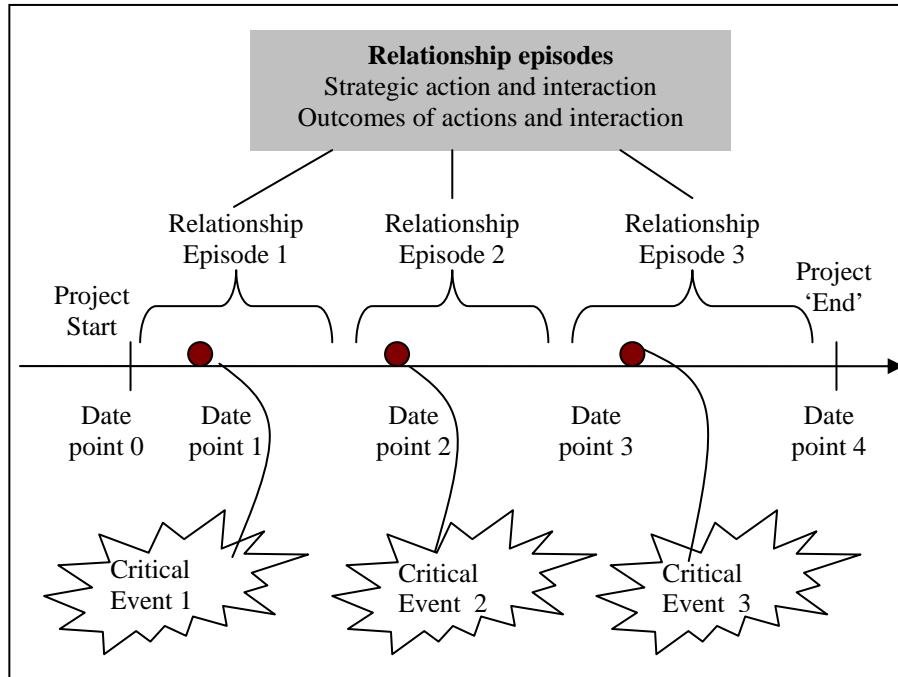 Relationship episodes
Strategic action and interaction
Outcomes of actions and interaction
Relationship
Episode 1
Relationship
Episode 2
Relationship
Episode 3
Project
Start
Project
‘End’
Date
point 0
Date
point 1
Date
point 2
Date
point 3
Date
point 4
Critical
Event 1
Critical
Event 2
Critical
Event 3